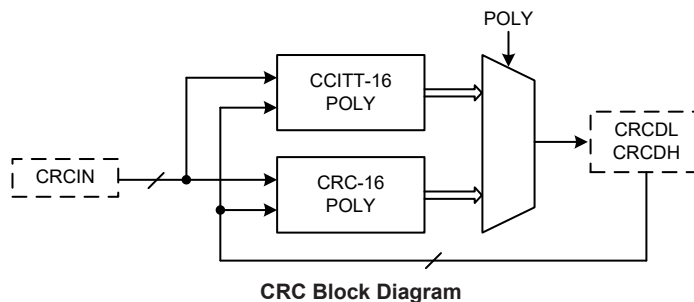 POLY
CCITT-16
POLY
CRCDL
CRCDH
CRCIN
CRC-16
POLY
CRC Block Diagram